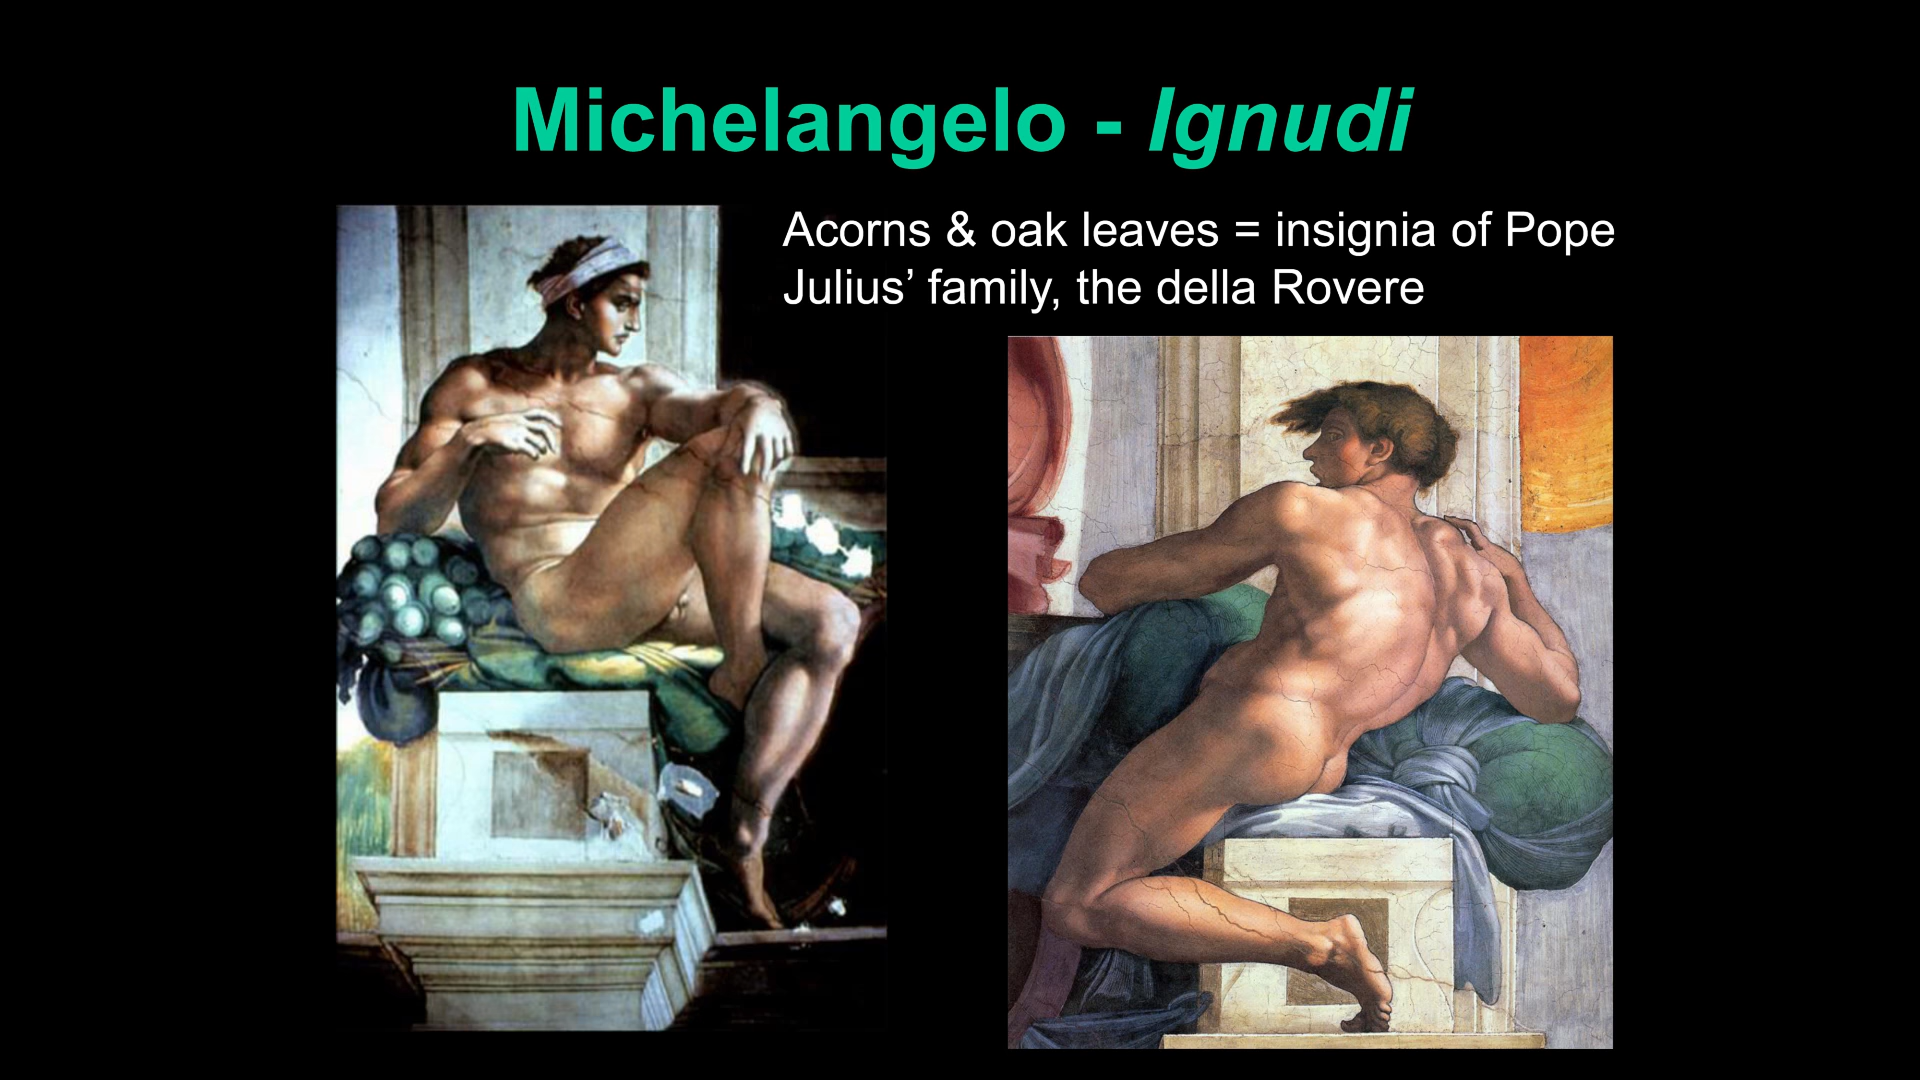 Michelangelo - Ignudi
Acorns & oak leaves = insignia of Pope
Julius’ family, the della Rovere